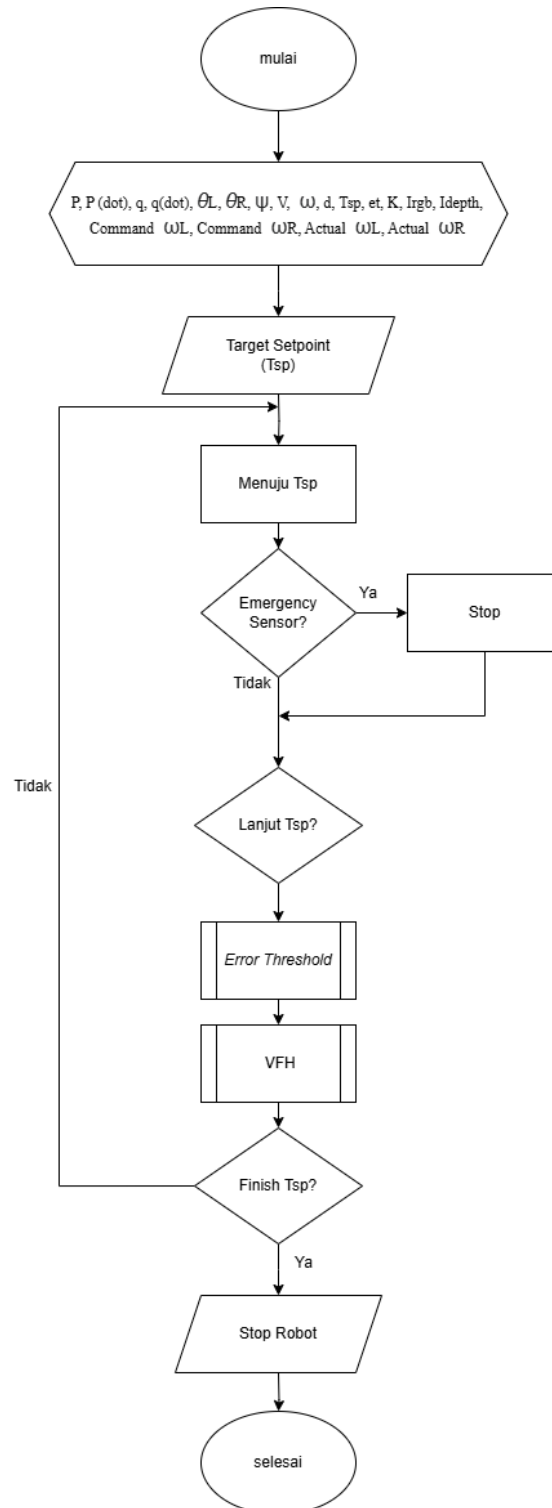 mulai
P, P (dot), q, q(dot), θL, θR, Ψ, V, ω, d, Tsp, et, K, Irgb, Idepth,
Command ωL, Command ωR, Actual ωL, Actual ωR
Target Setpoint
(Tsp)
Menuju Tsp
Emergency
Sensor?
Ya
Stop
Tidak
Lanjut Tsp?
Tidak
Error Threshold
VFH
Finish Tsp?
Ya
Stop Robot
selesai